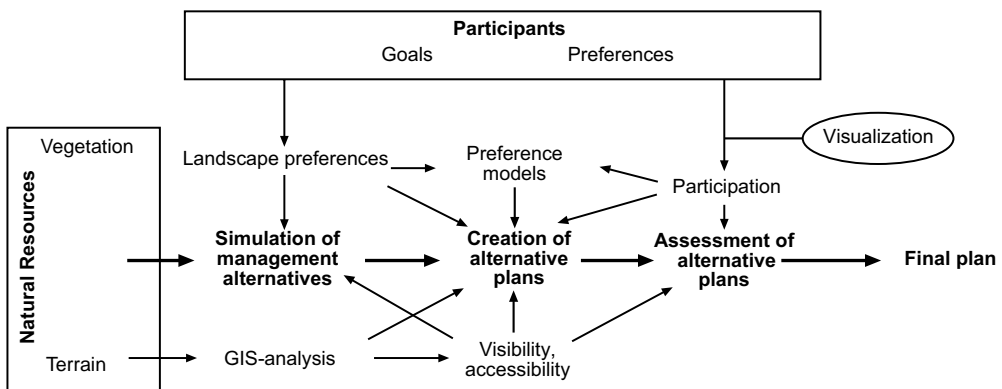 Participants
Goals Preferences
Vegetation
Visualization
Landscape preferences
Preference
models
Participation
Natural Resources
Simulation of
management
alternatives
Creation of
alternative
plans
Assessment of
alternative
plans
Final plan
Terrain
GIS-analysis
Visibility,
accessibility